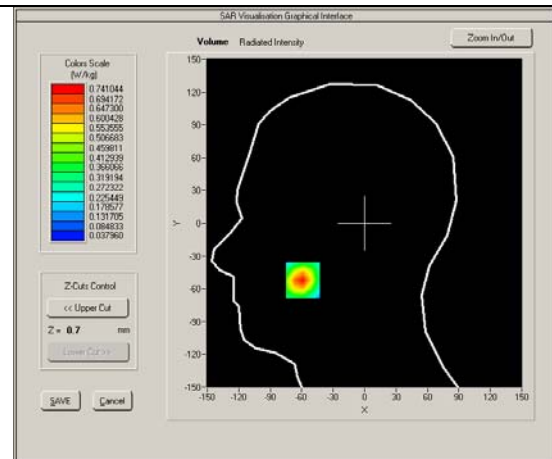 SAR Visualisation Graphical Interface
Volume Radiated Intensity
Zoom In/Out
Colors Scale
(W/kg)
0.741044
0.694172
0.647300
0.600428
0.553555
0.506683
0.459811
0.412939
0.366066
0.319194
0.272322
0.225449
0.178577
0.131705
0.084833
0.037960
Z-Cuts Control
<< Upper Cut
Z = 0.7 mm
Lower Cut >>
SAVE Cancel
150
120
90
60
30
0
-30
-60
-90
-120
-150
Y
-150 -120 -90 -60 -30 0 30 60 90 120 150
X